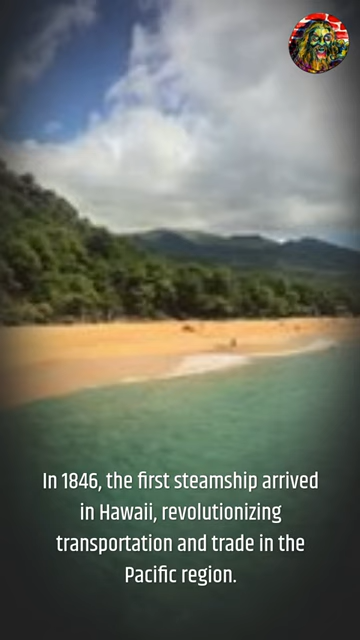 In 1846, the first steamship arrived
in Hawaii, revolutionizing
transportation and trade in the
Pacific region.